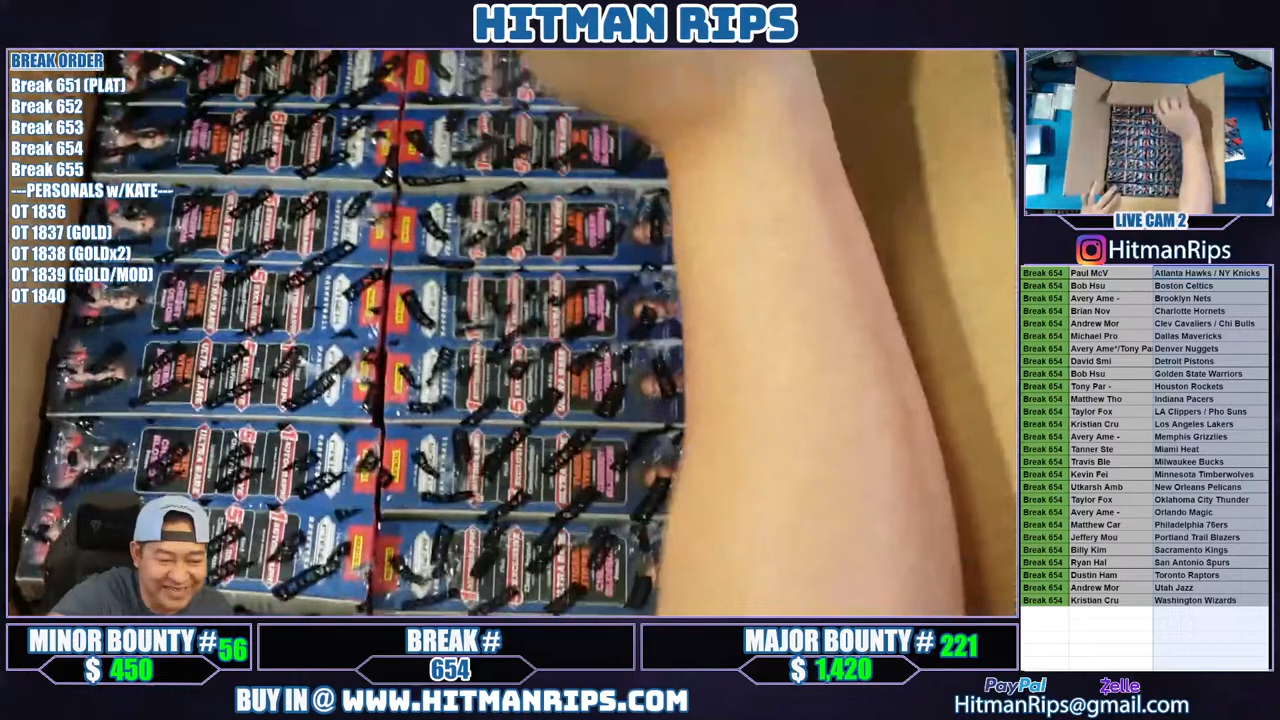 HITMAN RIPS
BREAK ORDER
Break 651 (PLAT)
Break 652
Break 653
Break 654
Break 655
---PERSONALS w/KATE---
OT 1836
OT 1837 (GOLD)
OT 1838 (GOLDx2)
OT 1839 (GOLD/MOD)
OT 1840
LIVE CAM 2
HitmanRips
Break 654 Paul McV Atlanta Hawks / NY Knicks
Break 654 Bob Hsu Boston Celtics
Break 654 Avery Ame - Brooklyn Nets
Break 654 Brian Nov Charlotte Hornets
Break 654 Andrew Mor Clev Cavaliers / Chi Bulls
Break 654 Michael Pro Dallas Mavericks
Break 654 Avery Ame*/Tony Pa Denver Nuggets
Break 654 David Smi Detroit Pistons
Break 654 Bob Hsu Golden State Warriors
Break 654 Tony Par - Houston Rockets
Break 654 Matthew Tho Indiana Pacers
Break 654 Taylor Fox LA Clippers / Pho Suns
Break 654 Kristian Cru Los Angeles Lakers
Break 654 Avery Ame - Memphis Grizzlies
Break 654 Tanner Ste Miami Heat
Break 654 Travis Ble Milwaukee Bucks
Break 654 Kevin Fei Minnesota Timberwolves
Break 654 Utkarsh Amb New Orleans Pelicans
Break 654 Taylor Fox Oklahoma City Thunder
Break 654 Avery Ame - Orlando Magic
Break 654 Matthew Car Philadelphia 76ers
Break 654 Jeffery Mou Portland Trail Blazers
Break 654 Billy Kim Sacramento Kings
Break 654 Ryan Hal San Antonio Spurs
Break 654 Dustin Ham Toronto Raptors
Break 654 Andrew Mor Utah Jazz
Break 654 Kristian Cru Washington Wizards
MINOR BOUNTY # 56
$ 450
BREAK #
654
MAJOR BOUNTY # 221
$ 1,420
BUY IN @ WWW.HITMANRIPS.COM
PayPal Zelle
HitmanRips@gmail.com